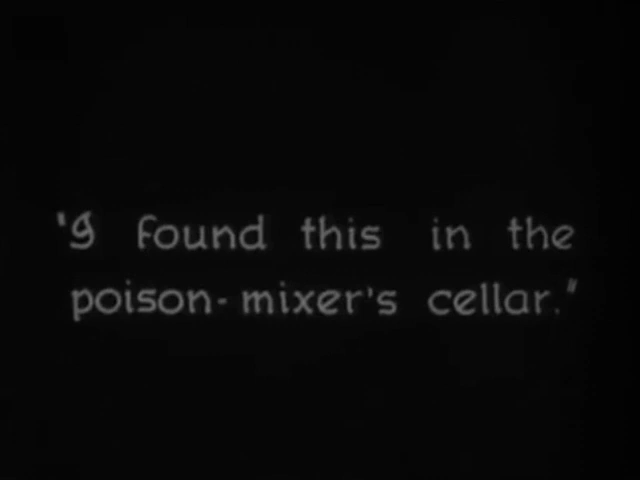 "I found this in the
poison-mixer's cellar."